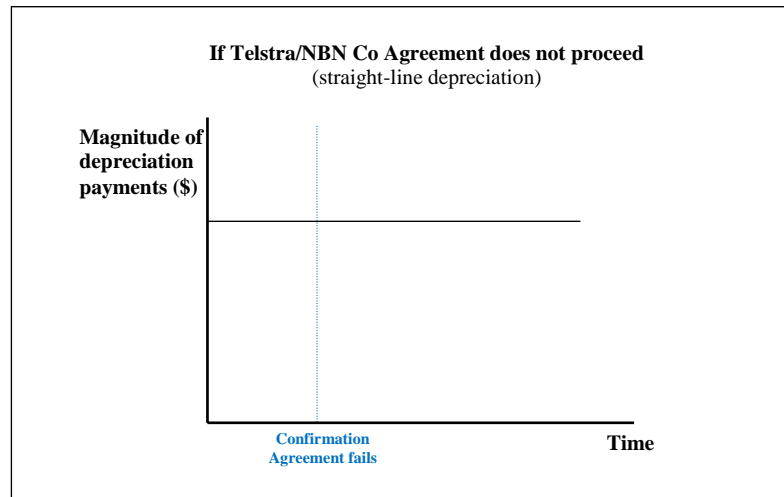 If Telstra/NBN Co Agreement does not proceed
(straight-line depreciation)
Magnitude of
depreciation
payments ($)
Confirmation
Agreement fails
Time